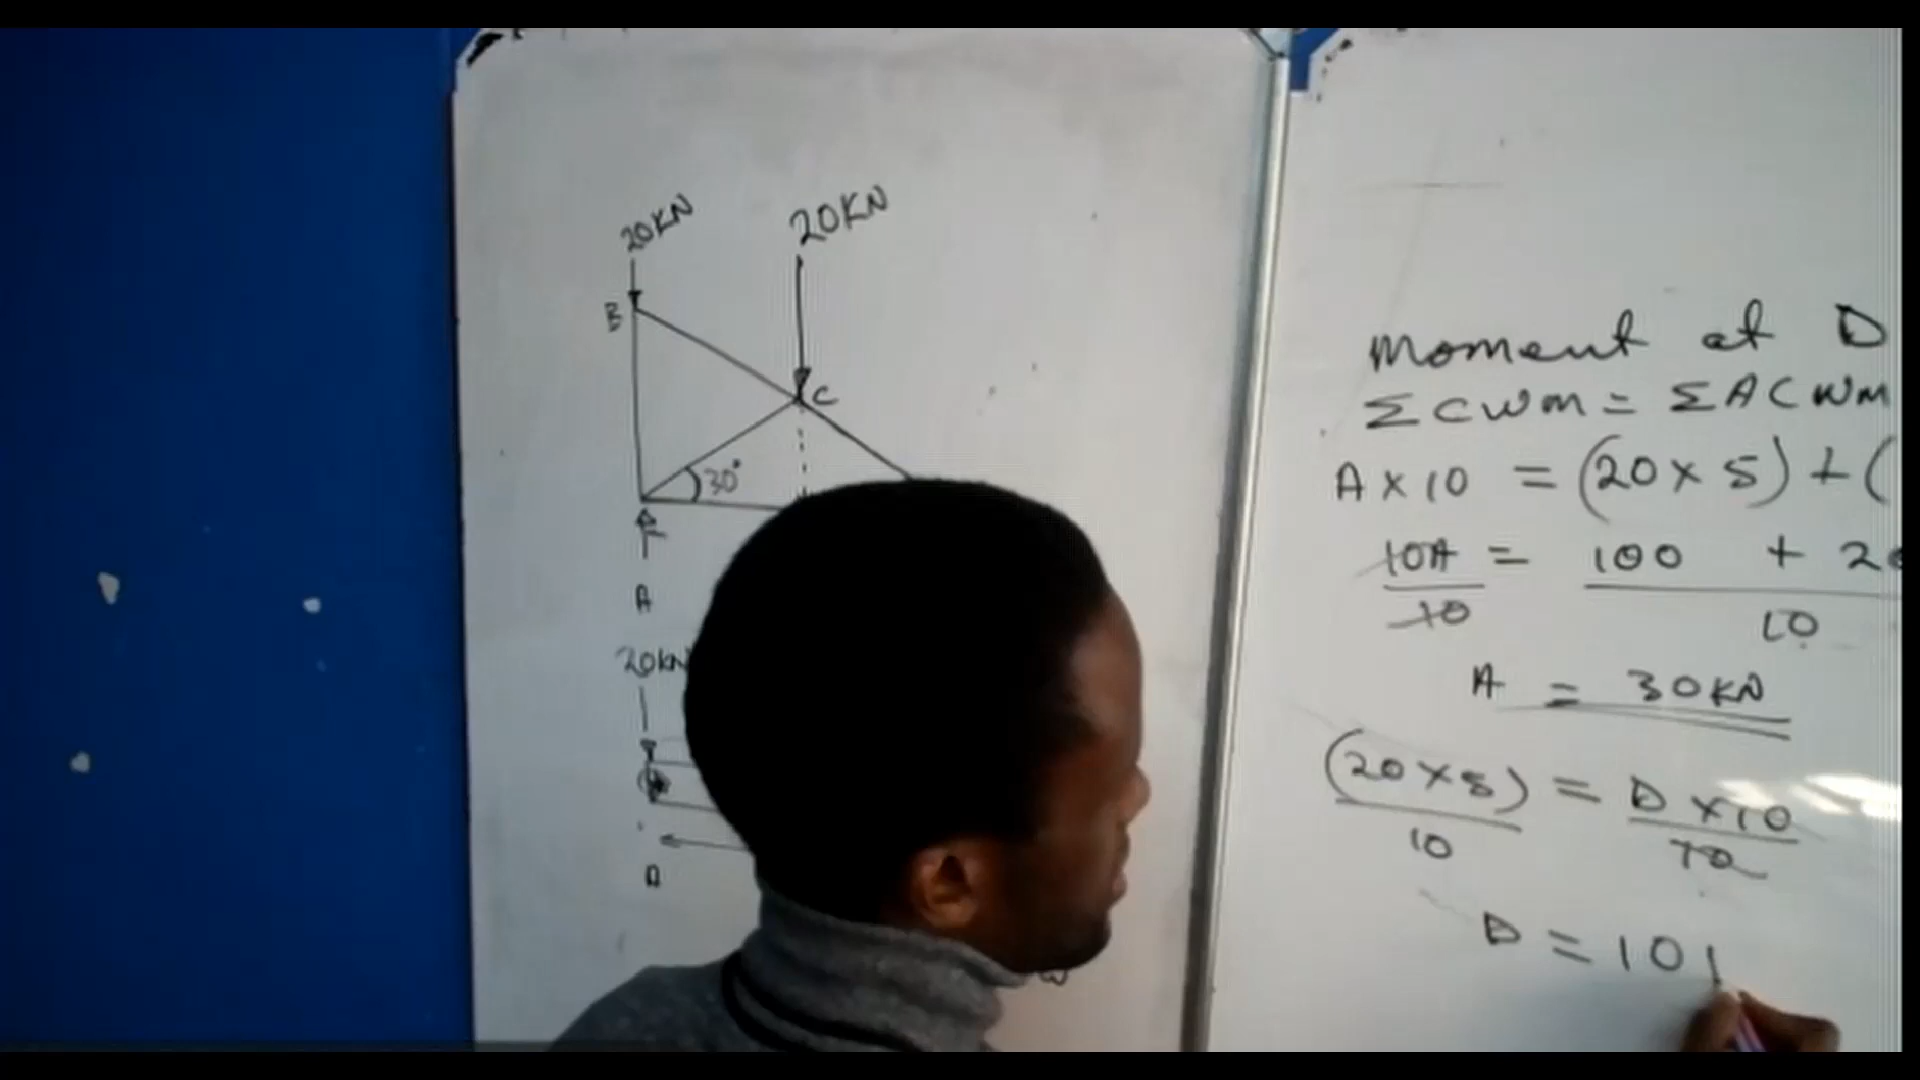 20KN
20KN
B
C
30°
A
20KN
A
Moment at D
ΣCWM = ΣACWM
A x 10 = (20 x 5) + (
10A = 100 + 20
10 10
A = 30KN
(20 x 5) = D x 10
10 10
D = 10